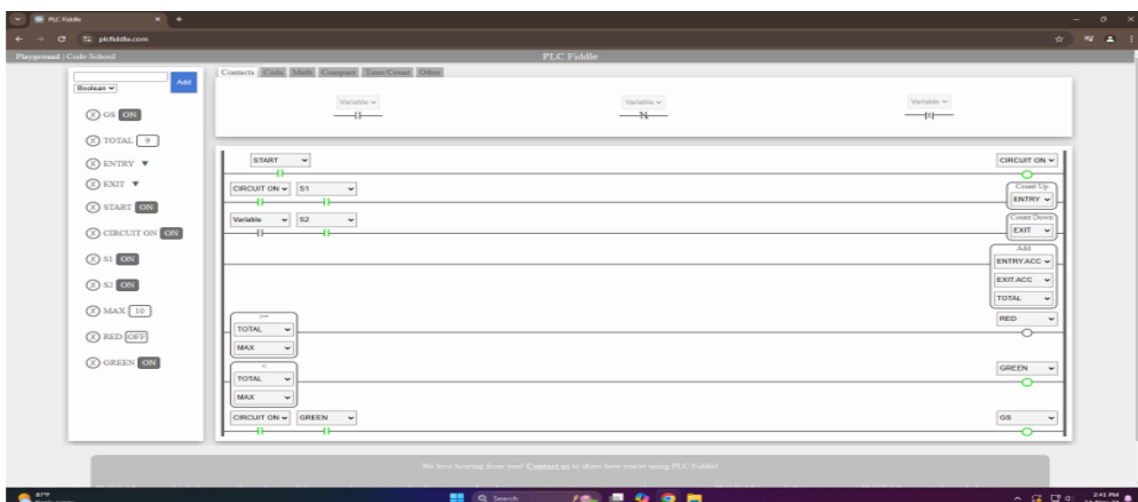 PLC Fiddle
plcfiddle.com
Playground | Code School
PLC Fiddle
Add
Boolean
Contacts Coils Math Compare Time/Count Other
Variable
Variable
Variable
X GS ON
X TOTAL 9
X ENTRY
X EXIT
X START ON
X CIRCUIT ON ON
X S1 ON
X S2 ON
X MAX 10
X RED OFF
X GREEN ON
START
CIRCUIT ON
CIRCUIT ON S1
Count Up
ENTRY
Variable S2
Count Down
EXIT
Add
ENTRY.ACC
EXIT.ACC
TOTAL
>=
TOTAL
MAX
RED
<
TOTAL
MAX
GREEN
CIRCUIT ON GREEN
GS
We love hearing from you! Contact us to share how you're using PLC Fiddle!
87°F
Search
2:41 PM